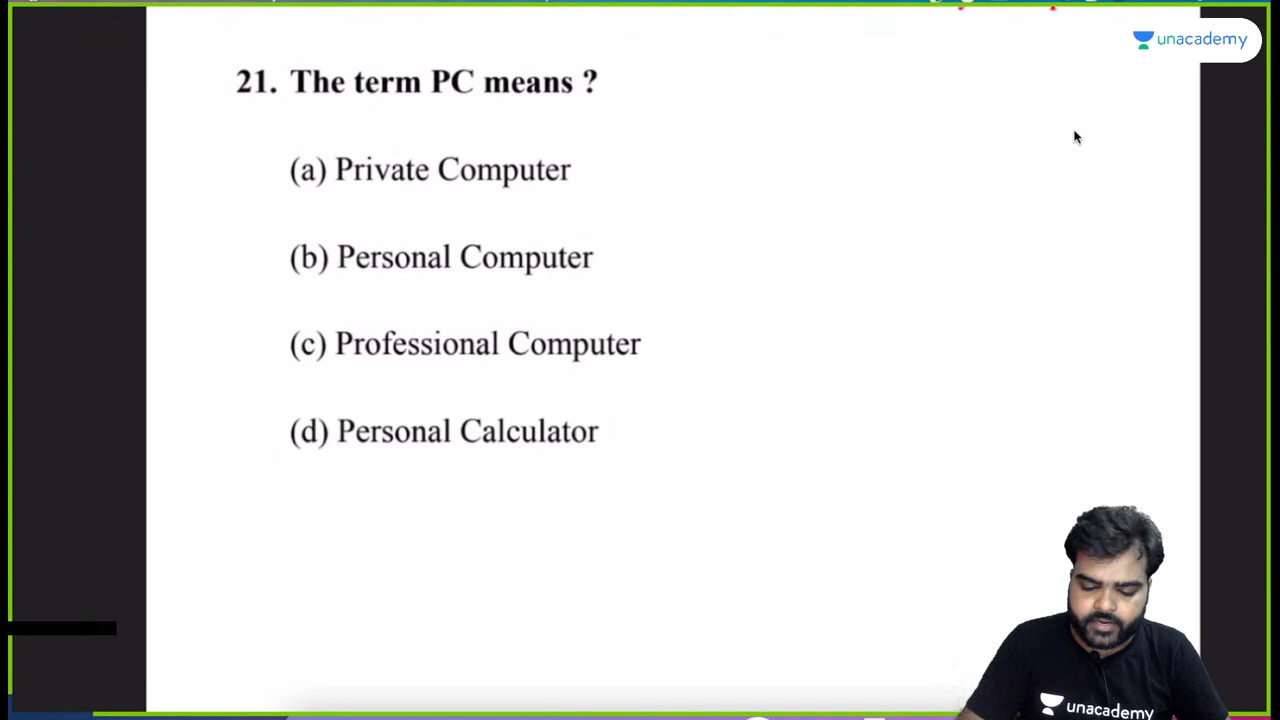 unacademy
21. The term PC means ?
(a) Private Computer
(b) Personal Computer
(c) Professional Computer
(d) Personal Calculator
unacademy